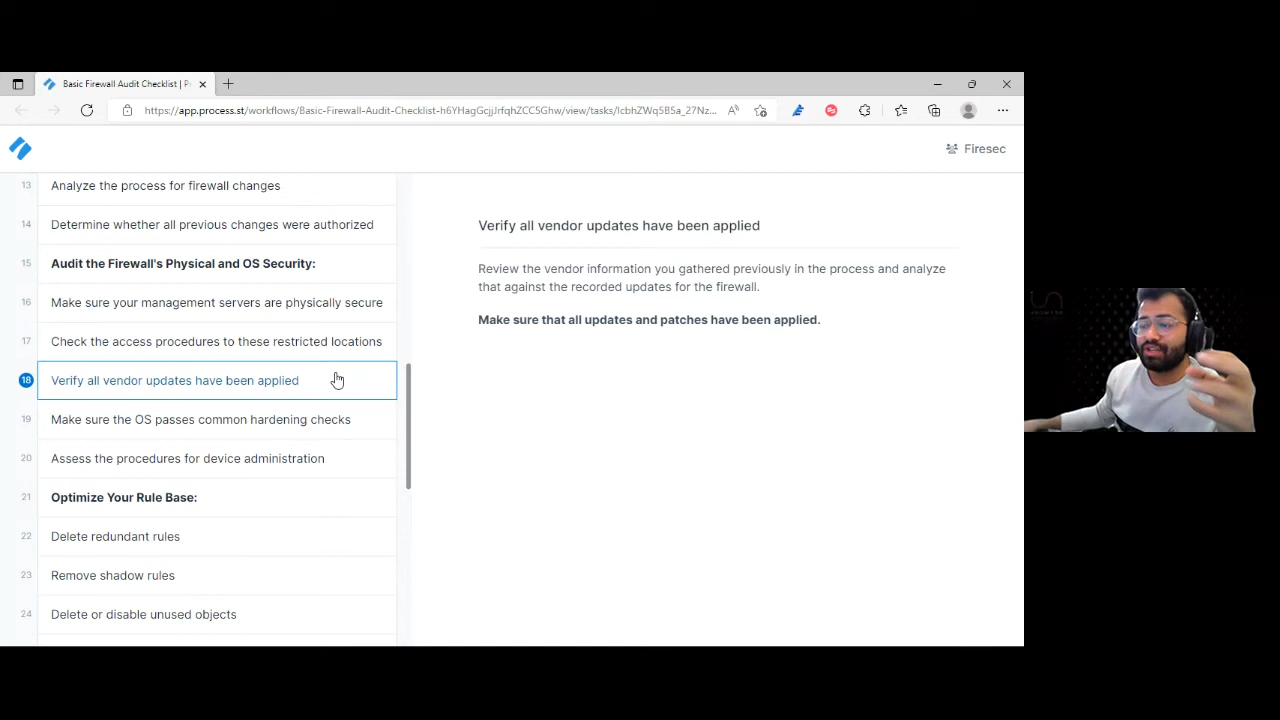 Basic Firewall Audit Checklist | P
https://app.process.st/workflows/Basic-Firewall-Audit-Checklist-h6YHagGcjjJrfqhZCC5Ghw/view/tasks/lcbhZWq5B5a_27Nz...
Firesec
13 Analyze the process for firewall changes
14 Determine whether all previous changes were authorized
15 Audit the Firewall's Physical and OS Security:
16 Make sure your management servers are physically secure
17 Check the access procedures to these restricted locations
18 Verify all vendor updates have been applied
19 Make sure the OS passes common hardening checks
20 Assess the procedures for device administration
21 Optimize Your Rule Base:
22 Delete redundant rules
23 Remove shadow rules
24 Delete or disable unused objects
Verify all vendor updates have been applied
Review the vendor information you gathered previously in the process and analyze
that against the recorded updates for the firewall.
Make sure that all updates and patches have been applied.